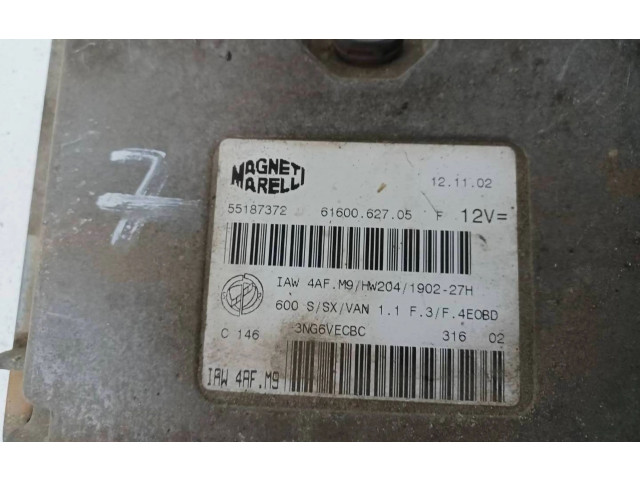 7
MAGNETI
MARELLI
12.11.02
55187372 61600.627.05 F 12V=
IAW 4AF.M9/HW204/1902-27H
600 S/SX/VAN 1.1 F.3/F.4EOBD
C 146 3NG6VECBC 316 02
IAW 4AF.M9